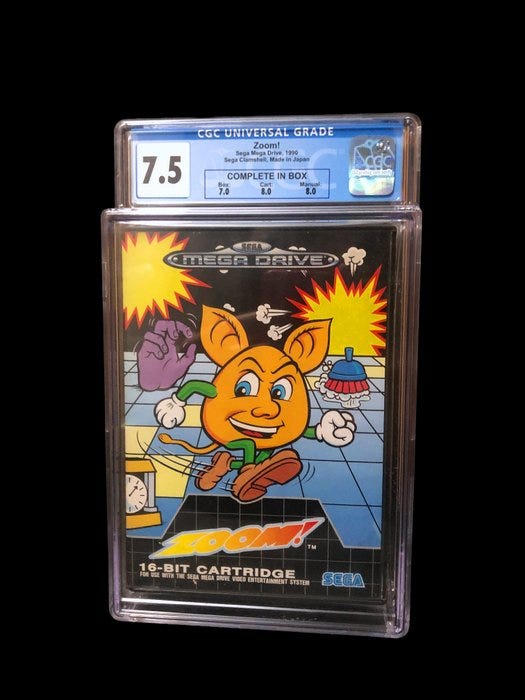 CGC UNIVERSAL GRADE
7.5
Zoom!
Sega Mega Drive, 1990
Sega Clamshell, Made in Japan
COMPLETE IN BOX
Box: Cart: Manual:
7.0 8.0 8.0
CGC
SEGA
MEGA DRIVE
ZOOM! TM
16-BIT CARTRIDGE
FOR USE WITH THE SEGA MEGA DRIVE VIDEO ENTERTAINMENT SYSTEM
SEGA